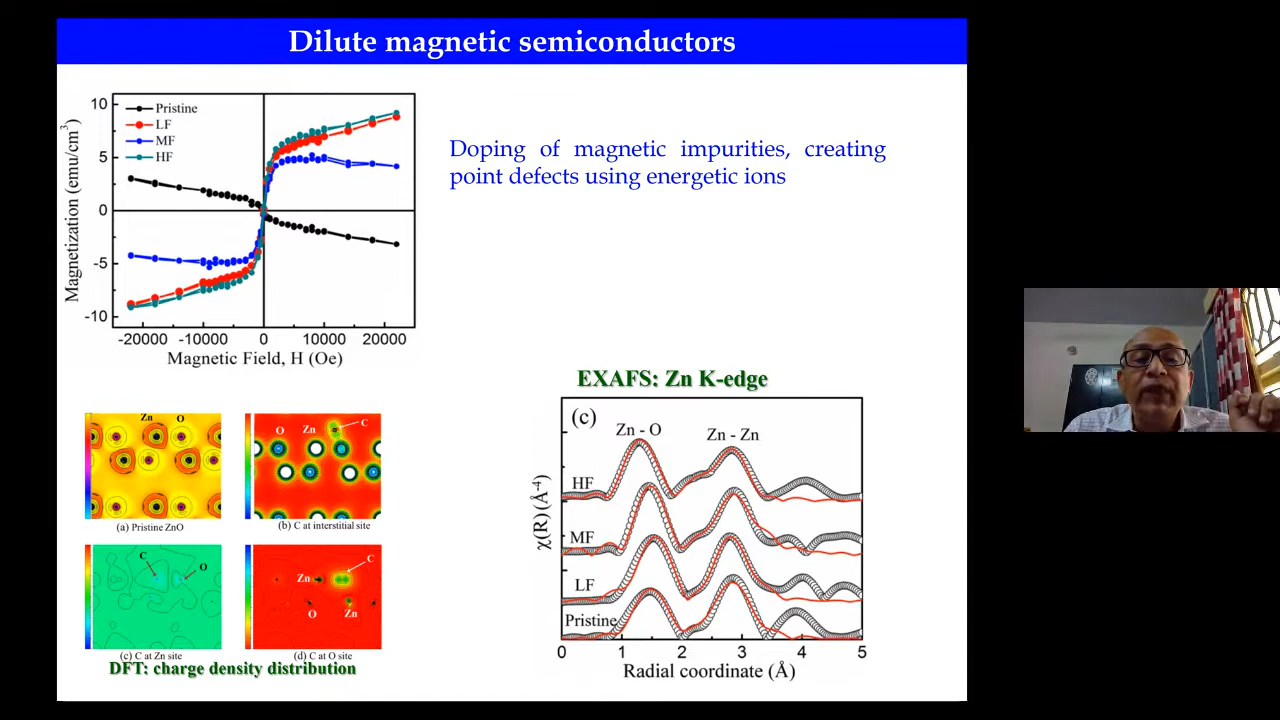 Dilute magnetic semiconductors
10
5
0
-5
-10
Magnetization (emu/cm³)
Pristine
LF
MF
HF
-20000 -10000 0 10000 20000
Magnetic Field, H (Oe)
Doping of magnetic impurities, creating
point defects using energetic ions
Zn O
(a) Pristine ZnO
O Zn C
(b) C at interstitial site
C O
(c) C at Zn site
Zn C
O Zn
(d) C at O site
DFT: charge density distribution
EXAFS: Zn K-edge
(c)
Zn - O
Zn - Zn
HF
MF
LF
Pristine
χ(R) (Å⁻⁴)
0 1 2 3 4 5
Radial coordinate (Å)